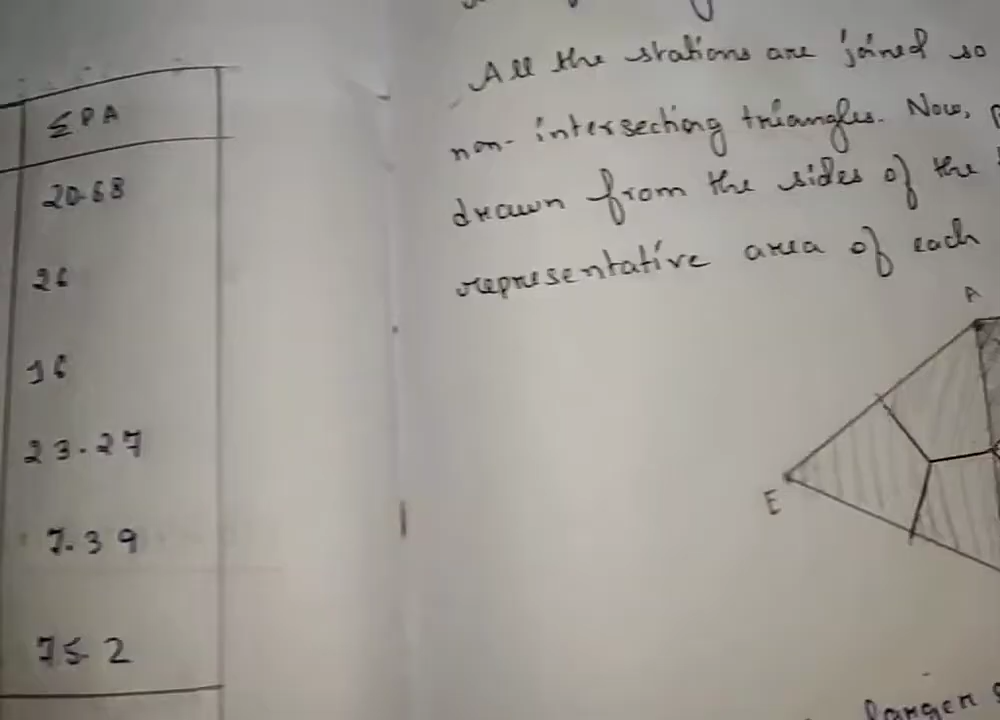 ΣPA
20.68
26
16
23.27
7.39
75.2
All the stations are joined so
non-intersecting triangles. Now,
drawn from the sides of the
representative area of each
A
E
larger